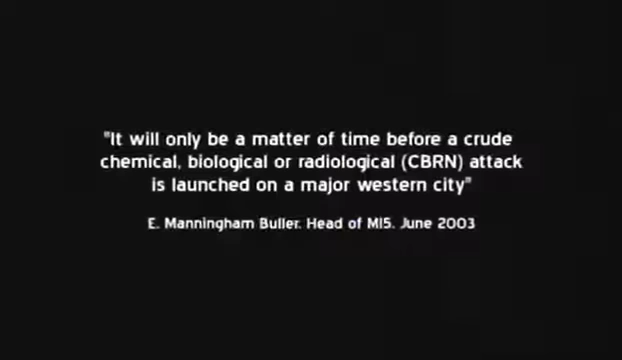 "It will only be a matter of time before a crude
chemical, biological or radiological (CBRN) attack
is launched on a major western city"
E. Manningham Buller. Head of MI5. June 2003